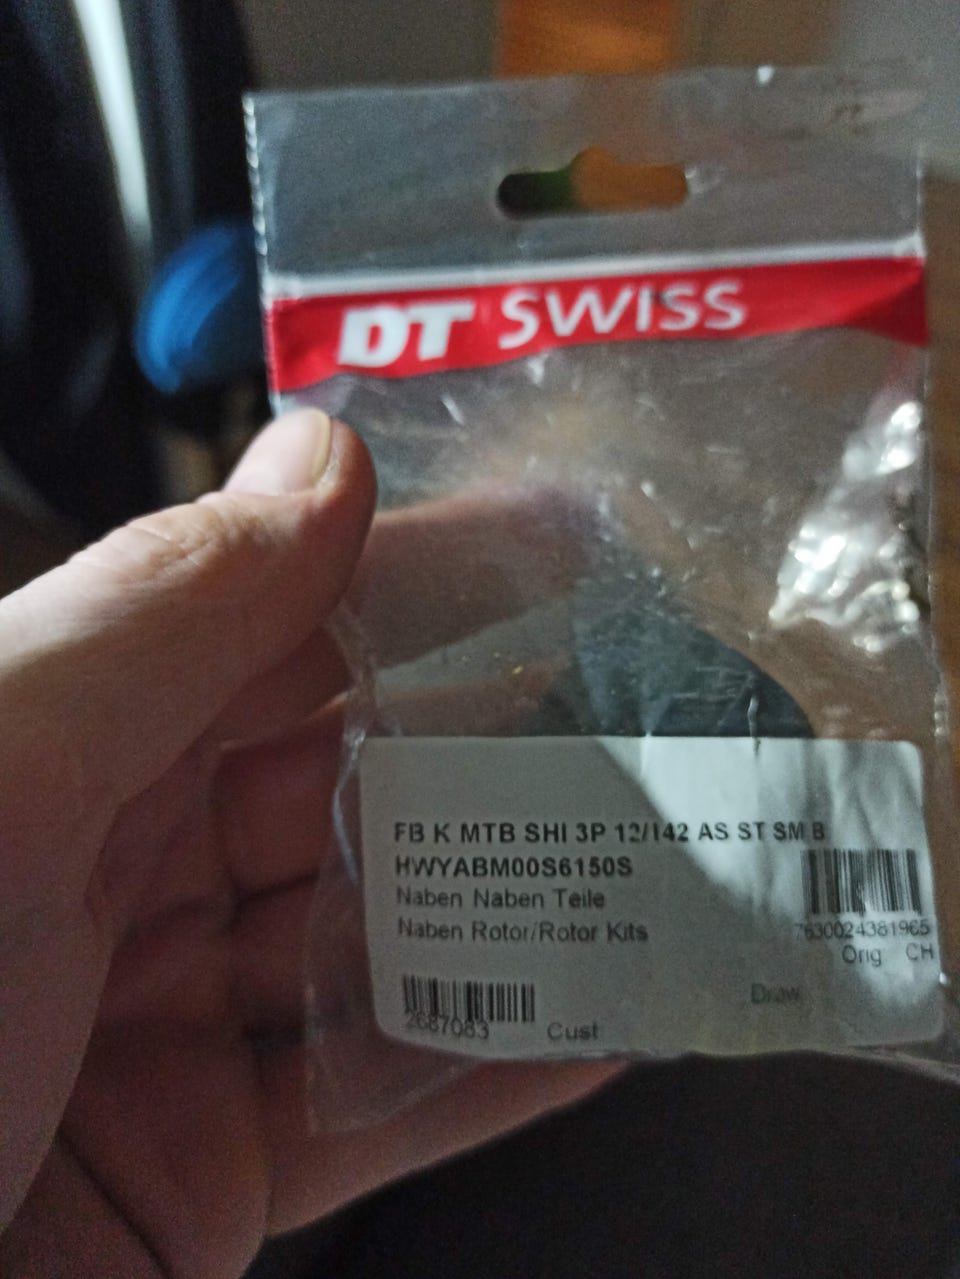 DT SWISS
FB K MTB SHI 3P 12/142 AS ST SM B
HWYABM00S6150S
Naben Naben Teile
Naben Rotor/Rotor Kits
7630024381965
Orig CH
Draw
2687083 Cust